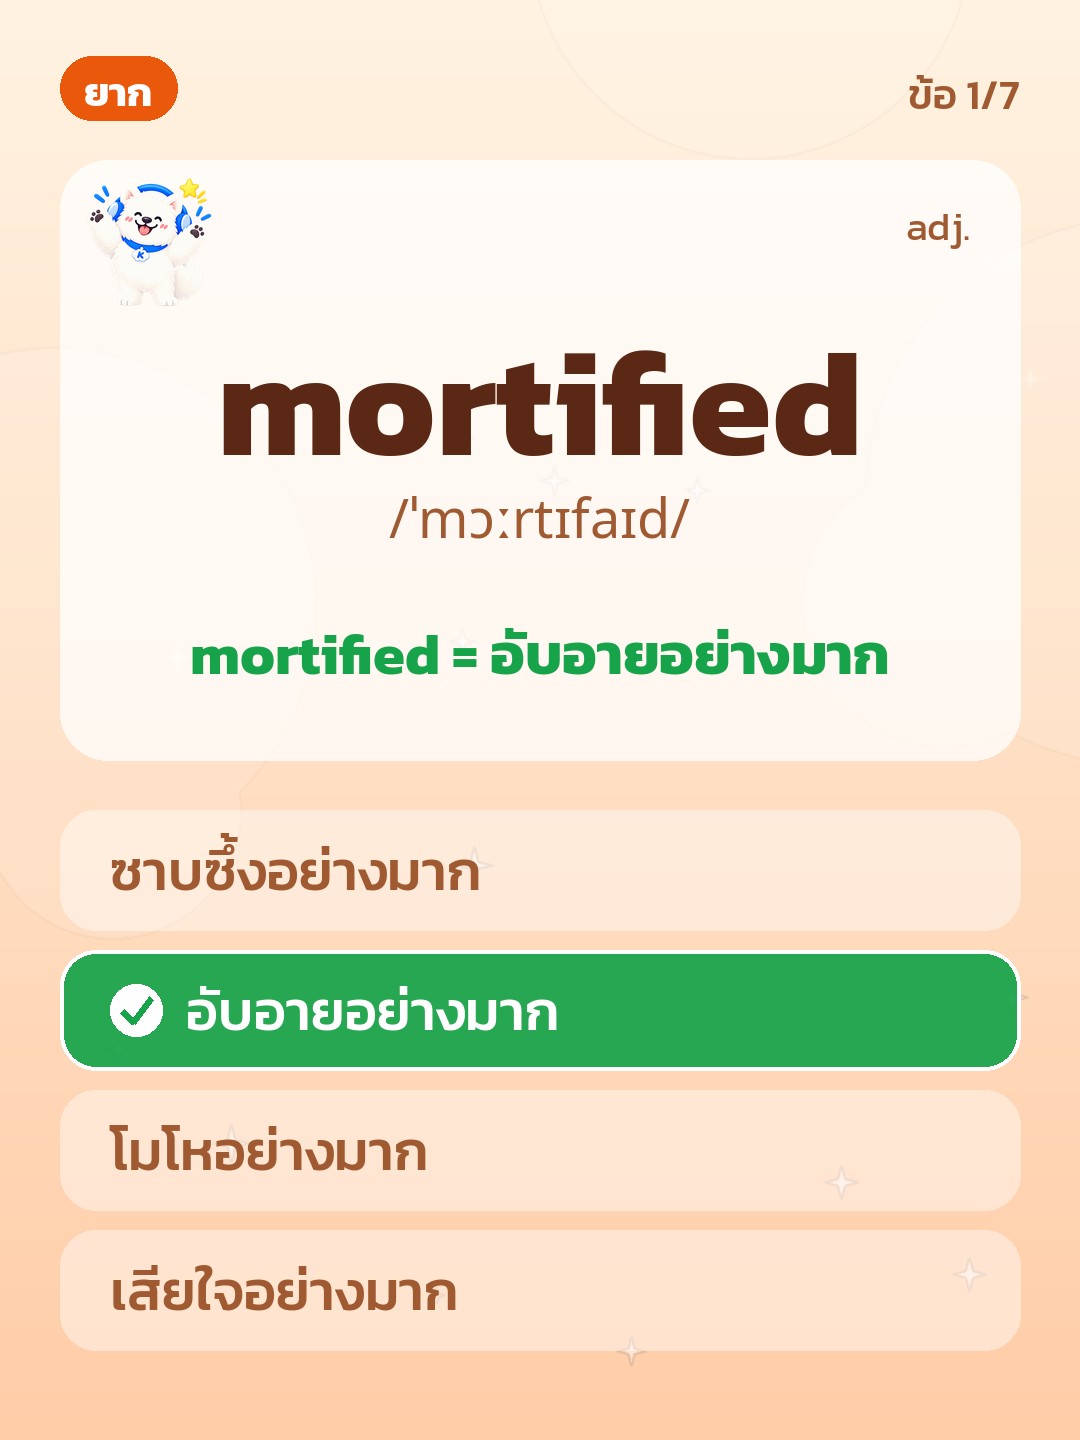 ยาก
ข้อ 1/7
adj.
mortified
/ˈmɔːrtɪfaɪd/
mortified = อับอายอย่างมาก
ซาบซึ้งอย่างมาก
อับอายอย่างมาก
โมโหอย่างมาก
เสียใจอย่างมาก